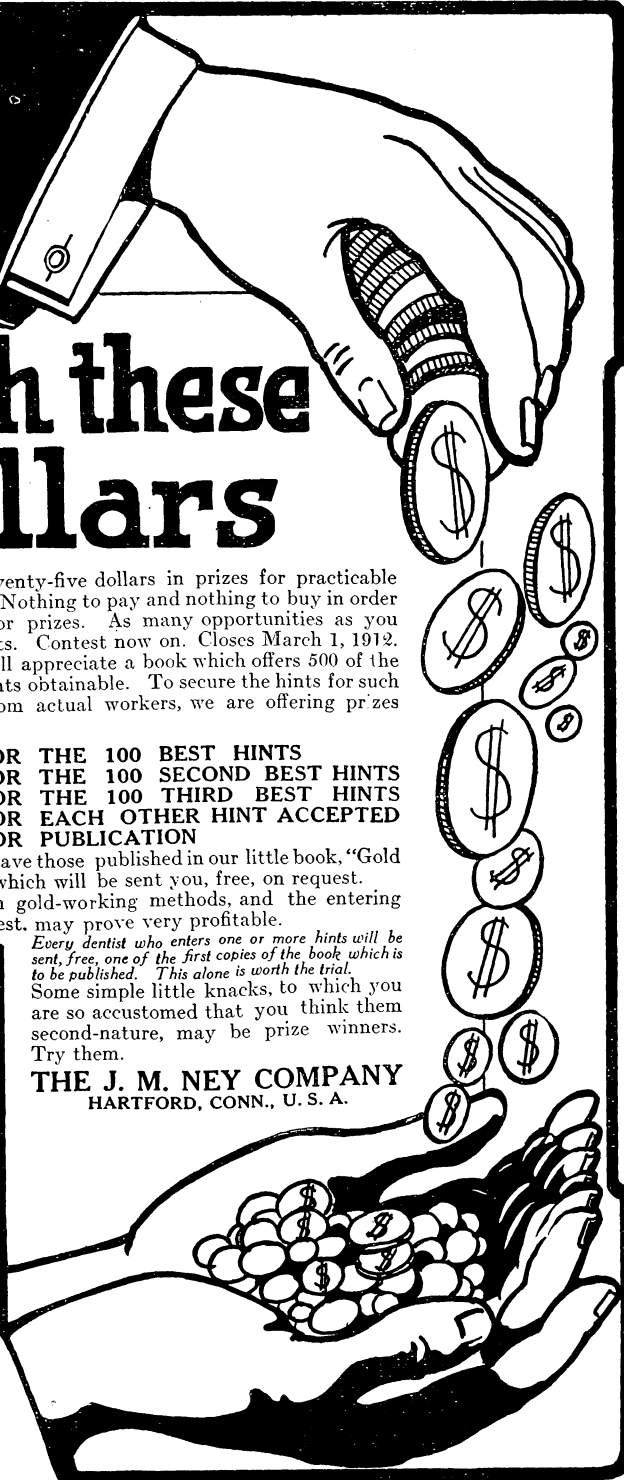 h these
llars
venty-five dollars in prizes for practicable
Nothing to pay and nothing to buy in order
or prizes. As many opportunities as you
ts. Contest now on. Closes March 1, 1912.
ll appreciate a book which offers 500 of the
nts obtainable. To secure the hints for such
om actual workers, we are offering prizes
OR THE 100 BEST HINTS
OR THE 100 SECOND BEST HINTS
OR THE 100 THIRD BEST HINTS
OR EACH OTHER HINT ACCEPTED
OR PUBLICATION
ave those published in our little book, “Gold
which will be sent you, free, on request.
n gold-working methods, and the entering
est, may prove very profitable.
Every dentist who enters one or more hints will be
sent, free, one of the first copies of the book which is
to be published. This alone is worth the trial.
Some simple little knacks, to which you
are so accustomed that you think them
second-nature, may be prize winners.
Try them.
THE J. M. NEY COMPANY
HARTFORD, CONN., U. S. A.